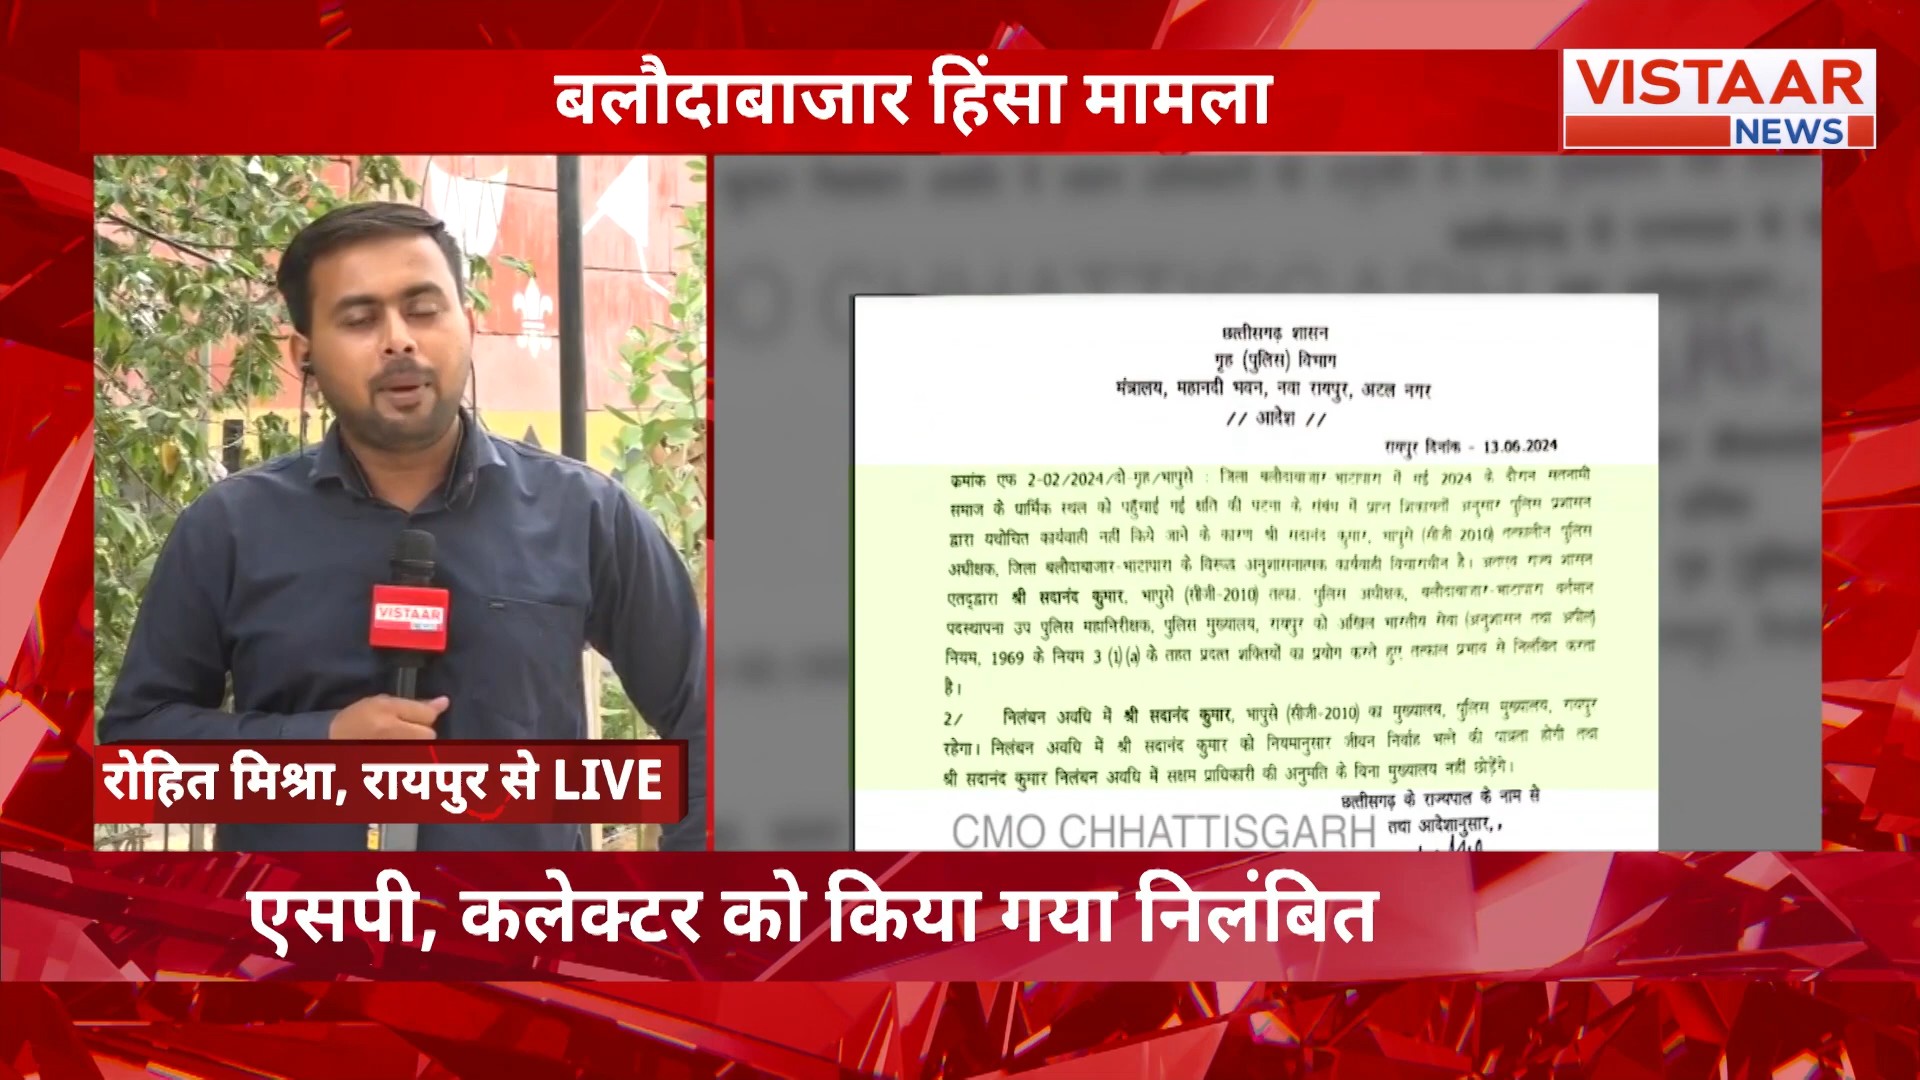 बलौदाबाजार हिंसा मामला
VISTAAR
NEWS
छत्तीसगढ़ शासन
गृह (पुलिस) विभाग
मंत्रालय, महानदी भवन, नवा रायपुर, अटल नगर
// आदेश //
रायपुर दिनांक - 13.06.2024
क्रमांक एफ 2-02/2024/दो-गृह/भापुसे : जिला बलौदाबाजार भाटापारा में मई 2024 के दौरान सतनामी
समाज के धार्मिक स्थल को पहुँचाई गई क्षति की घटना के संबंध में प्राप्त शिकायतों अनुसार पुलिस प्रशासन
द्वारा यथोचित कार्यवाही नहीं किये जाने के कारण श्री सदानंद कुमार, भापुसे (सीजी 2010) तत्कालीन पुलिस
अधीक्षक, जिला बलौदाबाजार-भाटापारा के विरूद्ध अनुशासनात्मक कार्यवाही विचाराधीन है। अतएव राज्य शासन
एतद्द्वारा श्री सदानंद कुमार, भापुसे (सीजी-2010) तत्का. पुलिस अधीक्षक, बलौदाबाजार-भाटापारा वर्तमान
पदस्थापना उप पुलिस महानिरीक्षक, पुलिस मुख्यालय, रायपुर को अखिल भारतीय सेवा (अनुशासन तथा अपील)
नियम, 1969 के नियम 3 (1)(a) के तहत प्रदत्त शक्तियों का प्रयोग करते हुए तत्काल प्रभाव से निलंबित करता
है।
2/ निलंबन अवधि में श्री सदानंद कुमार, भापुसे (सीजी-2010) का मुख्यालय, पुलिस मुख्यालय, रायपुर
रहेगा। निलंबन अवधि में श्री सदानंद कुमार को नियमानुसार जीवन निर्वाह भत्ते की पात्रता होगी तथा
श्री सदानंद कुमार निलंबन अवधि में सक्षम प्राधिकारी की अनुमति के बिना मुख्यालय नहीं छोड़ेंगे।
छत्तीसगढ़ के राज्यपाल के नाम से
तथा आदेशानुसार,
CMO CHHATTISGARH
VISTAAR
रोहित मिश्रा, रायपुर से LIVE
एसपी, कलेक्टर को किया गया निलंबित